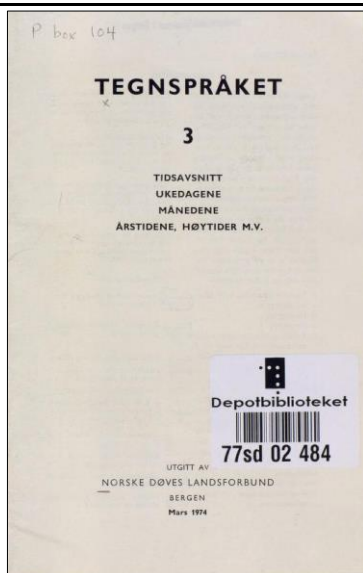 P box 104
TEGNSPRÅKET
x
3
TIDSAVSNITT
UKEDAGENE
MÅNEDENE
ÅRSTIDENE, HØYTIDER M.V.
Depotbiblioteket
77sd 02 484
UTGITT AV
NORSKE DØVES LANDSFORBUND
BERGEN
Mars 1974